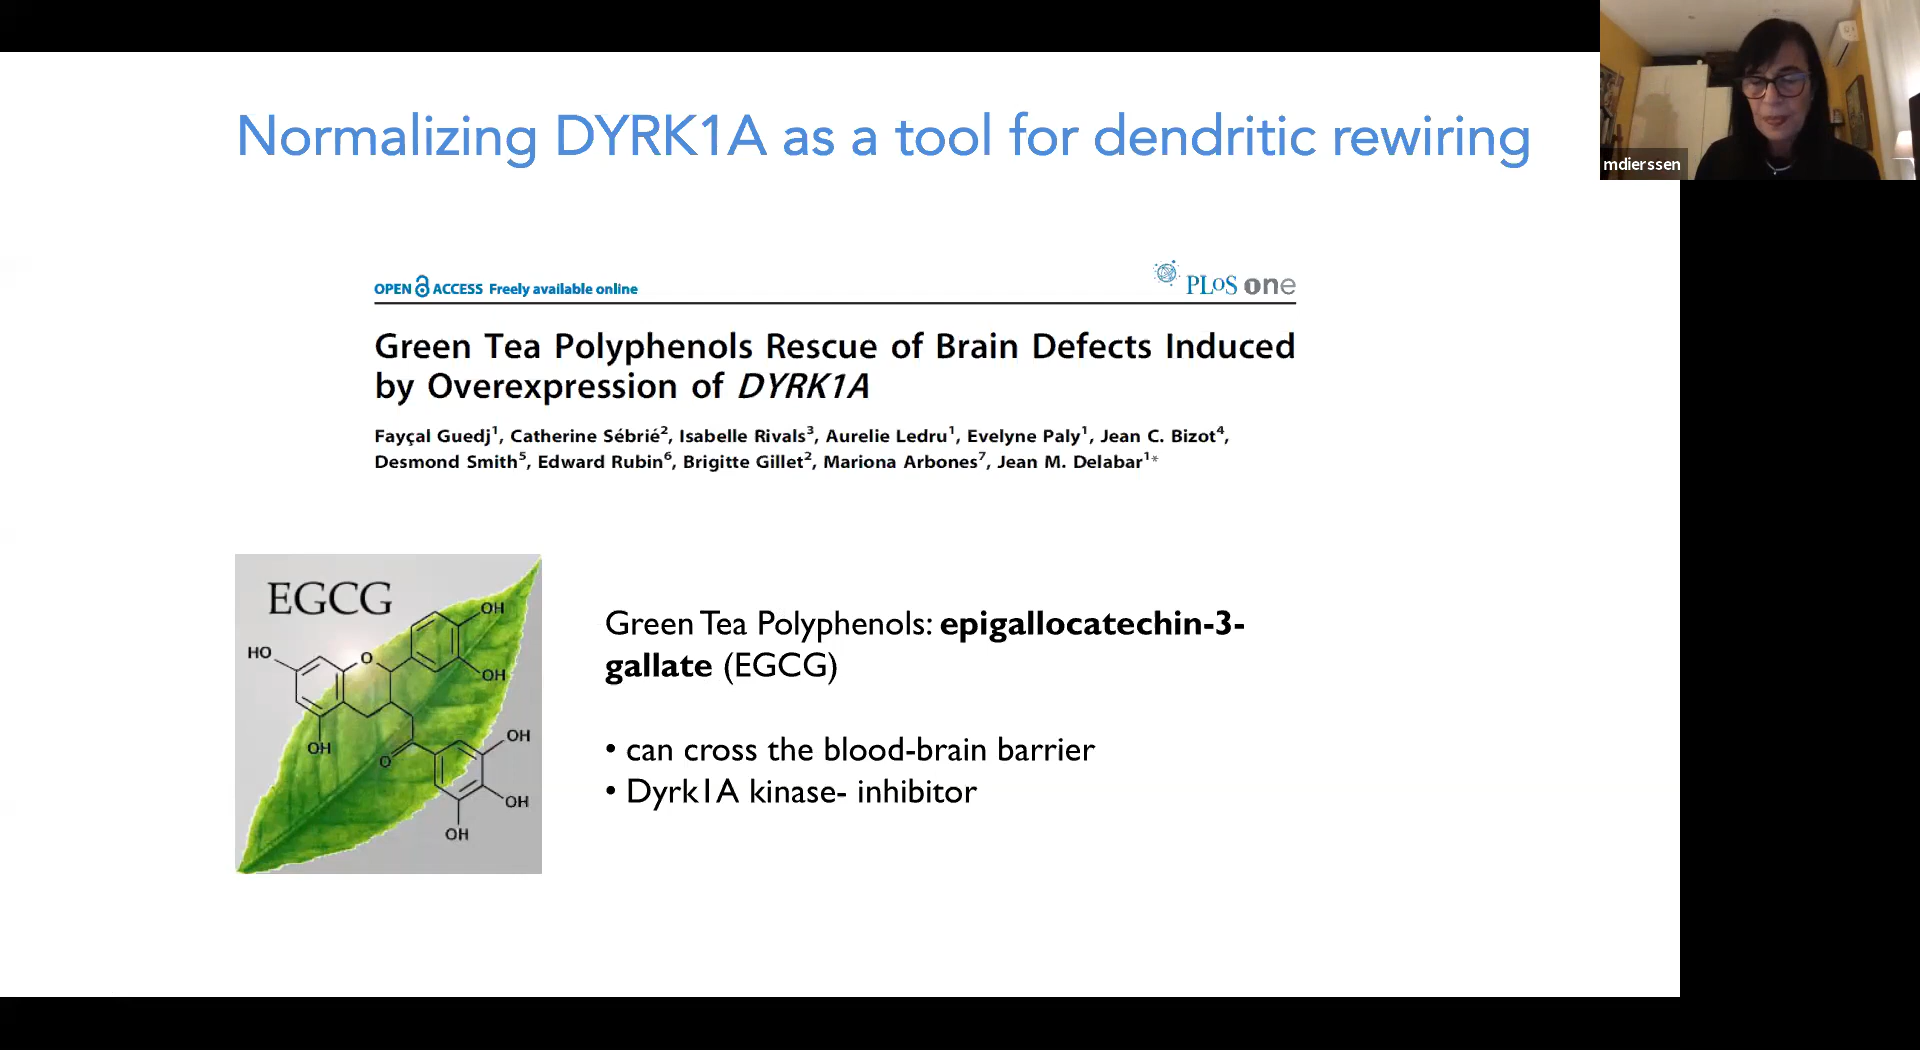 Normalizing DYRK1A as a tool for dendritic rewiring
mdierssen
OPEN ACCESS Freely available online
PLoS one
Green Tea Polyphenols Rescue of Brain Defects Induced
by Overexpression of DYRK1A
Fayçal Guedj1, Catherine Sébrié2, Isabelle Rivals3, Aurelie Ledru1, Evelyne Paly1, Jean C. Bizot4,
Desmond Smith5, Edward Rubin6, Brigitte Gillet2, Mariona Arbones7, Jean M. Delabar1*
EGCG
OH
HO
O
OH
OH
OH
O
OH
OH
Green Tea Polyphenols: epigallocatechin-3-
gallate (EGCG)
• can cross the blood-brain barrier
• Dyrk1A kinase- inhibitor